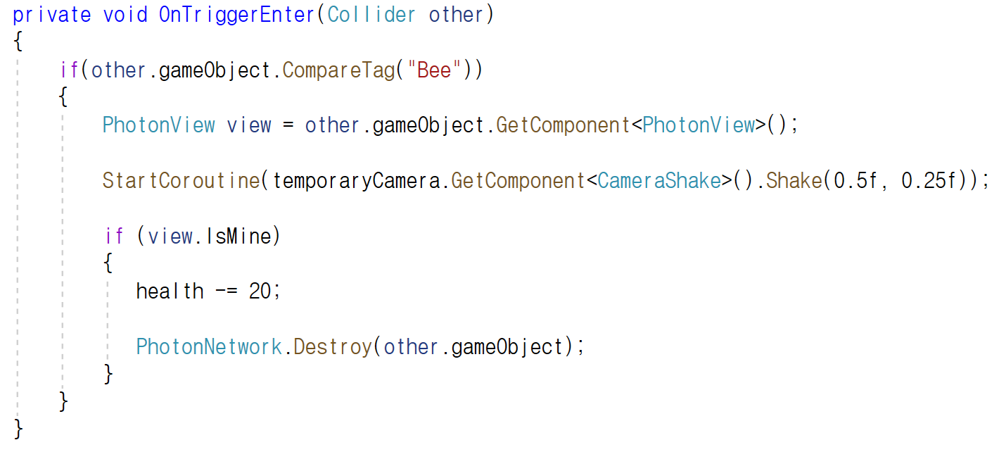 private void OnTriggerEnter(Collider other)
{
if(other.gameObject.CompareTag("Bee"))
{
PhotonView view = other.gameObject.GetComponent<PhotonView>();
StartCoroutine(temporaryCamera.GetComponent<CameraShake>().Shake(0.5f, 0.25f));
if (view.IsMine)
{
health -= 20;
PhotonNetwork.Destroy(other.gameObject);
}
}
}